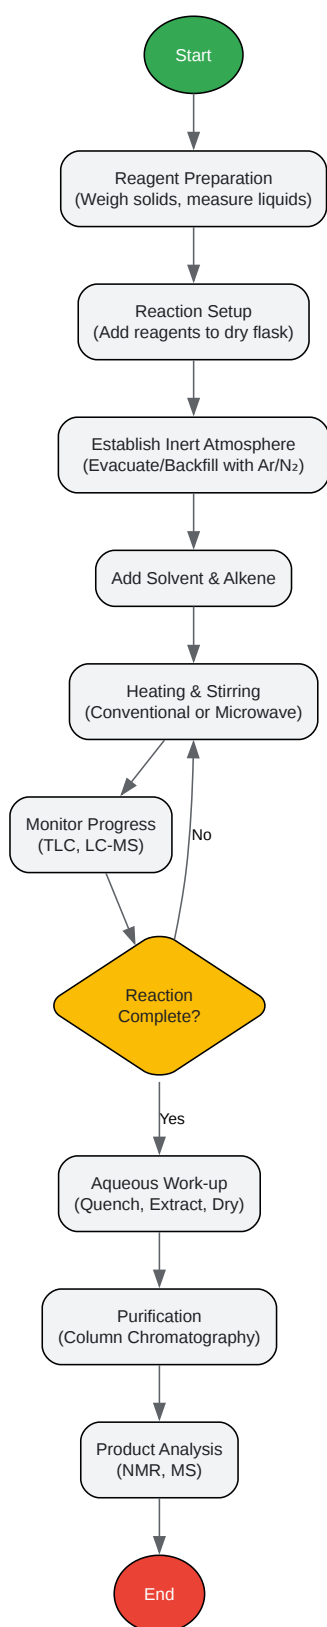 Start
Reagent Preparation
(Weigh solids, measure liquids)
Reaction Setup
(Add reagents to dry flask)
Establish Inert Atmosphere
(Evacuate/Backfill with Ar/N₂)
Add Solvent & Alkene
Heating & Stirring
(Conventional or Microwave)
Monitor Progress
(TLC, LC-MS)
No
Reaction
Complete?
Yes
Aqueous Work-up
(Quench, Extract, Dry)
Purification
(Column Chromatography)
Product Analysis
(NMR, MS)
End